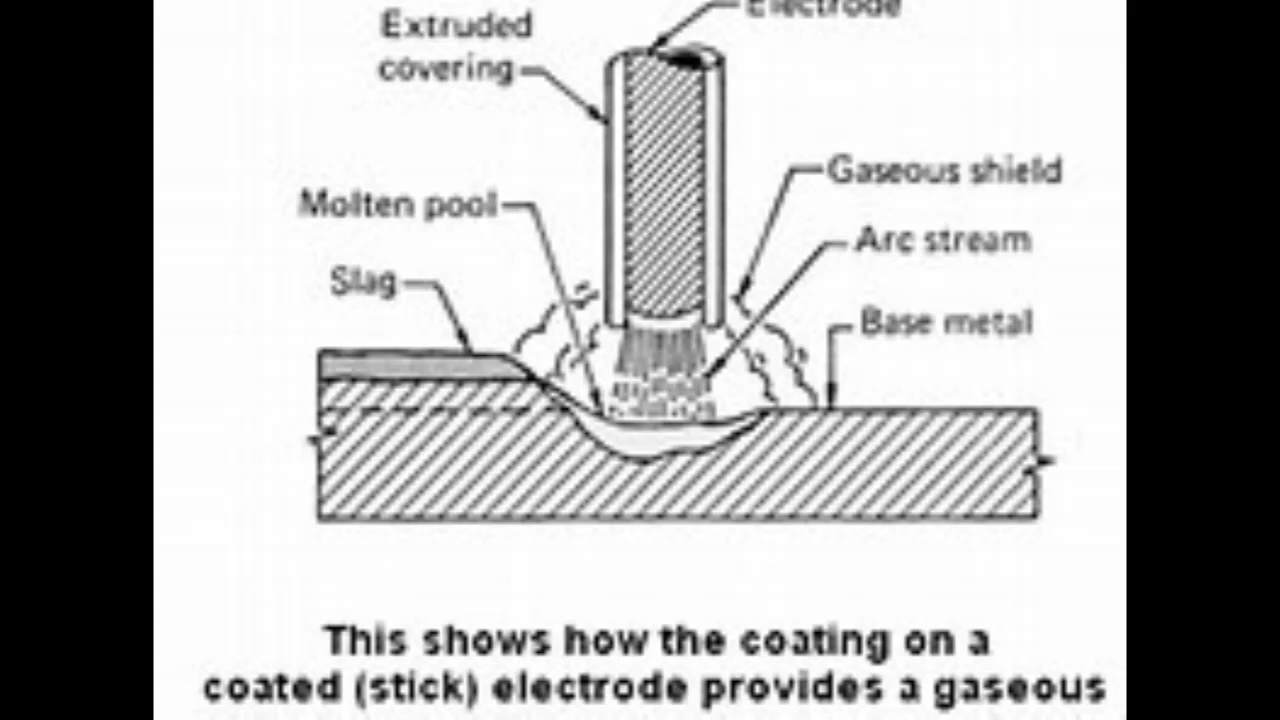 Electrode
Extruded
covering
Gaseous shield
Molten pool
Arc stream
Slag
Base metal
This shows how the coating on a
coated (stick) electrode provides a gaseous